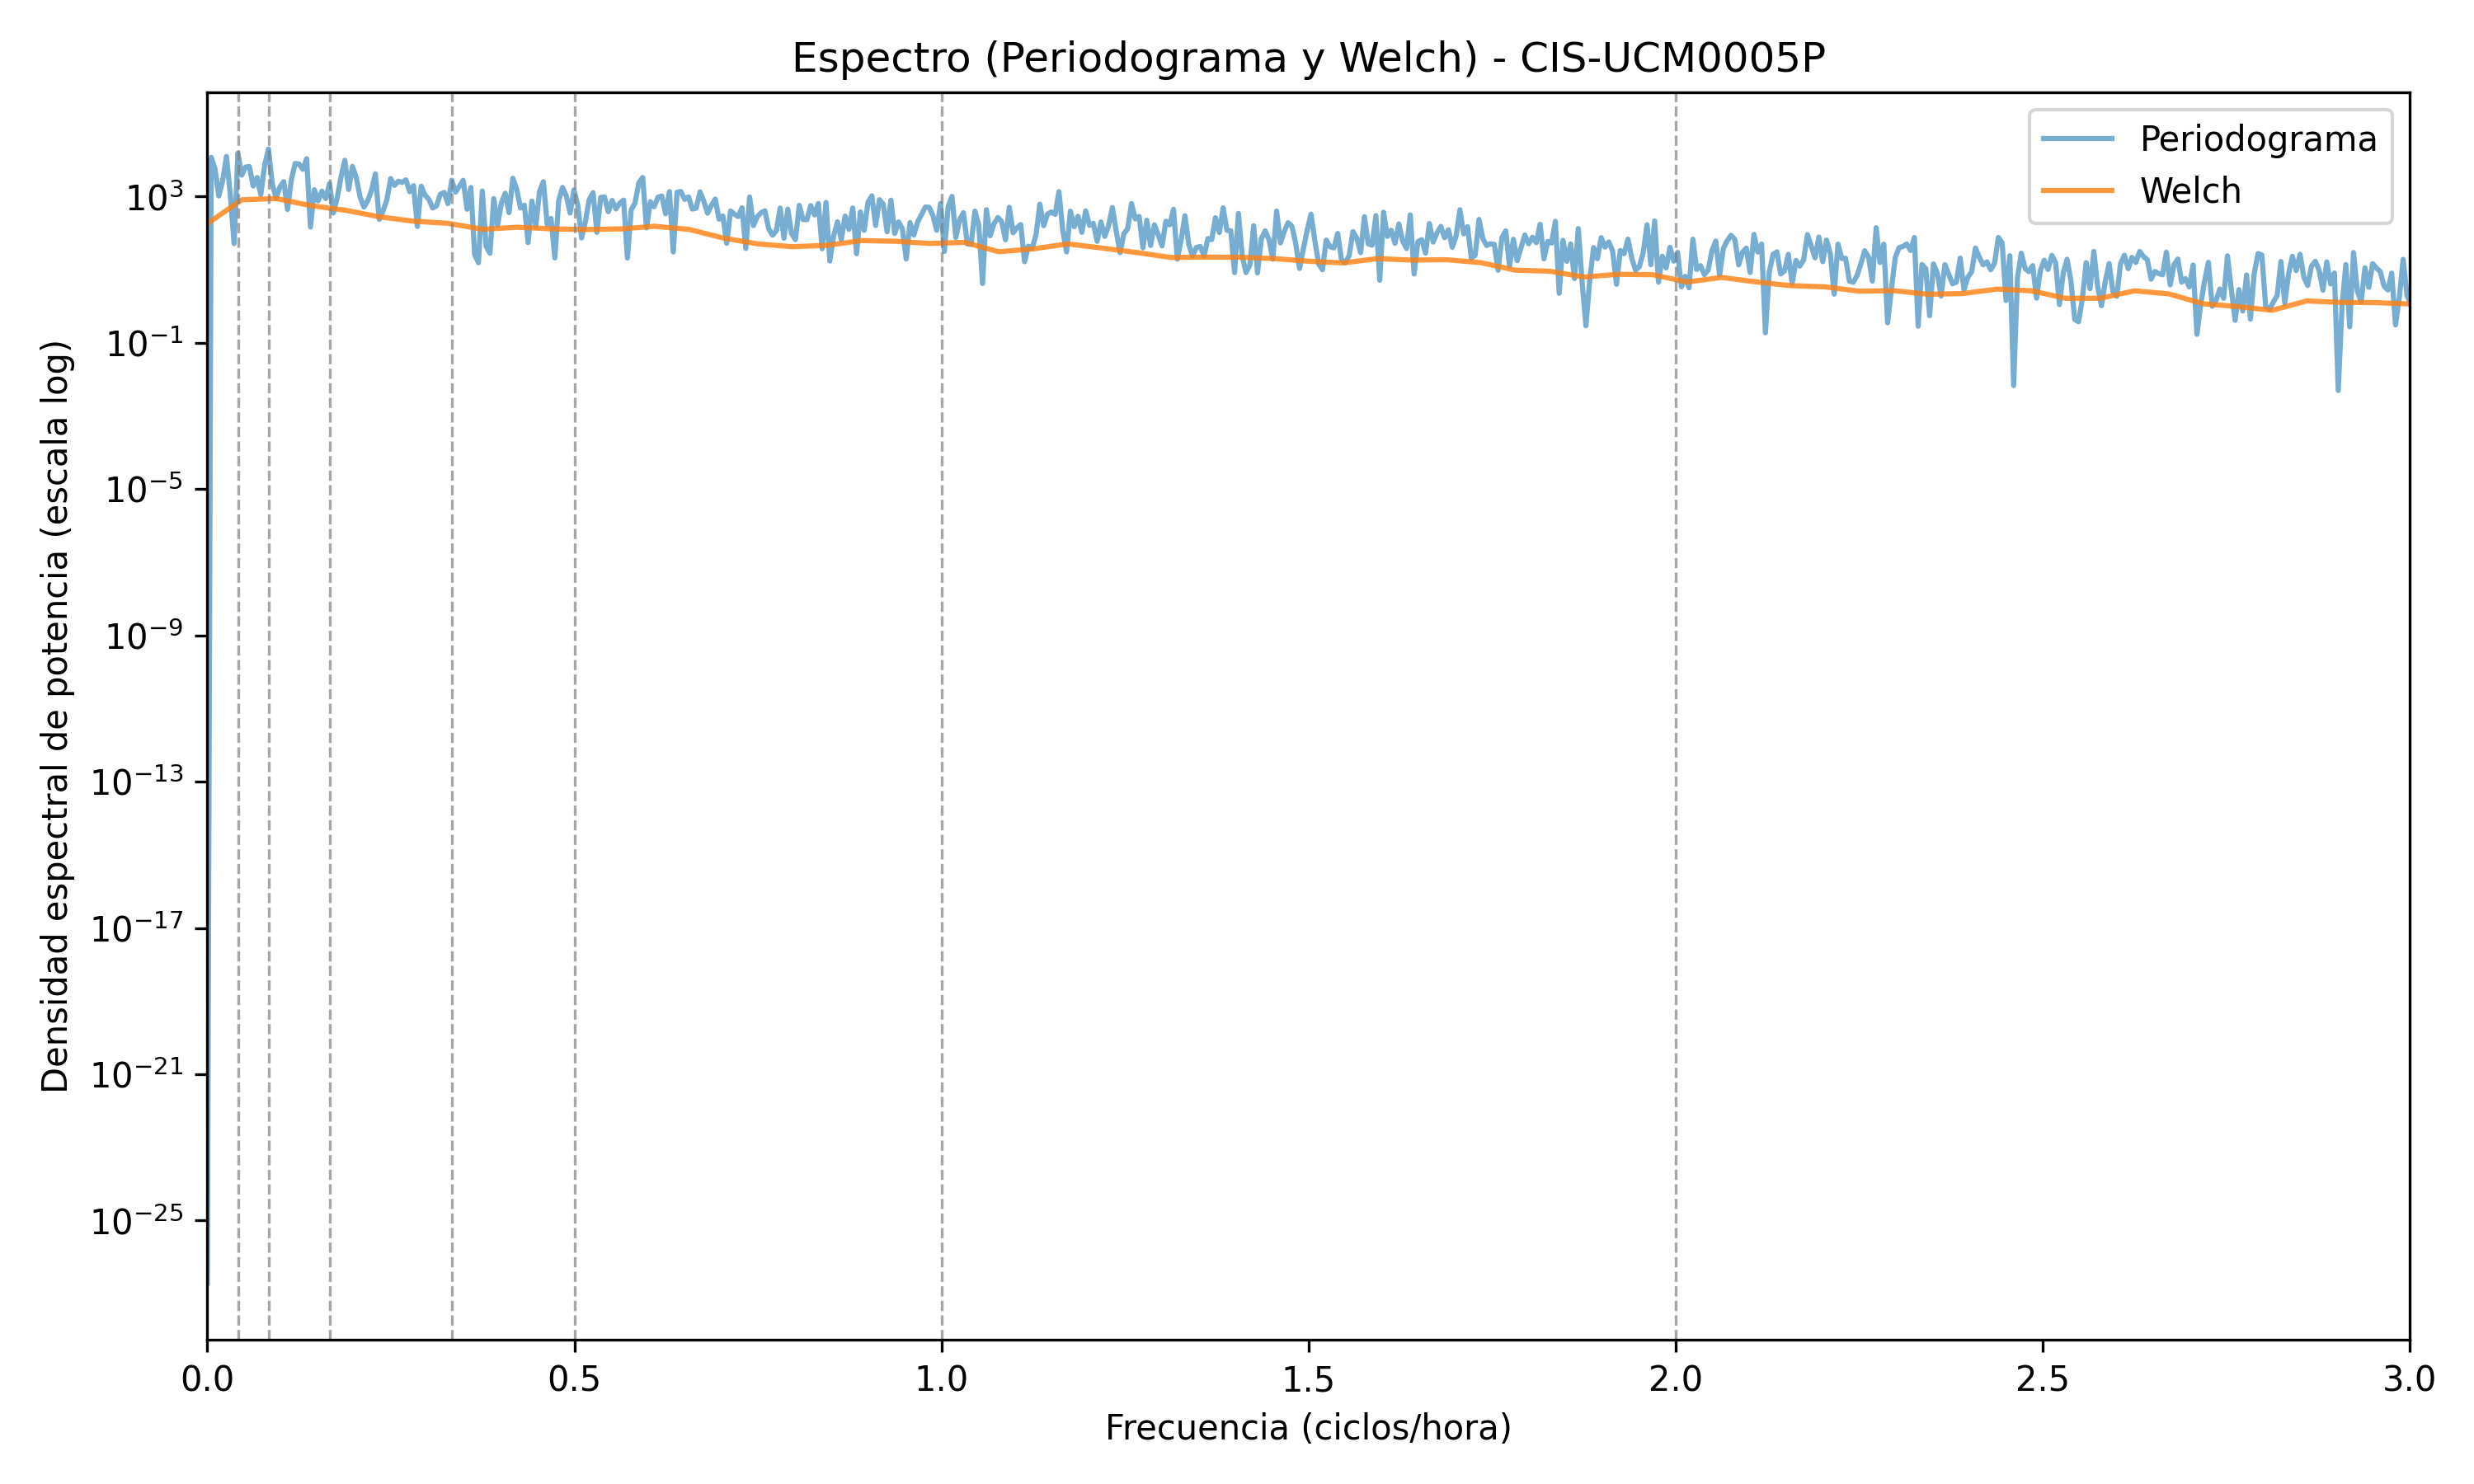 Espectro (Periodograma y Welch) - CIS-UCM0005P
Periodograma
Welch
Densidad espectral de potencia (escala log)
10³
10⁻¹
10⁻⁵
10⁻⁹
10⁻¹³
10⁻¹⁷
10⁻²¹
10⁻²⁵
0.0 0.5 1.0 1.5 2.0 2.5 3.0
Frecuencia (ciclos/hora)